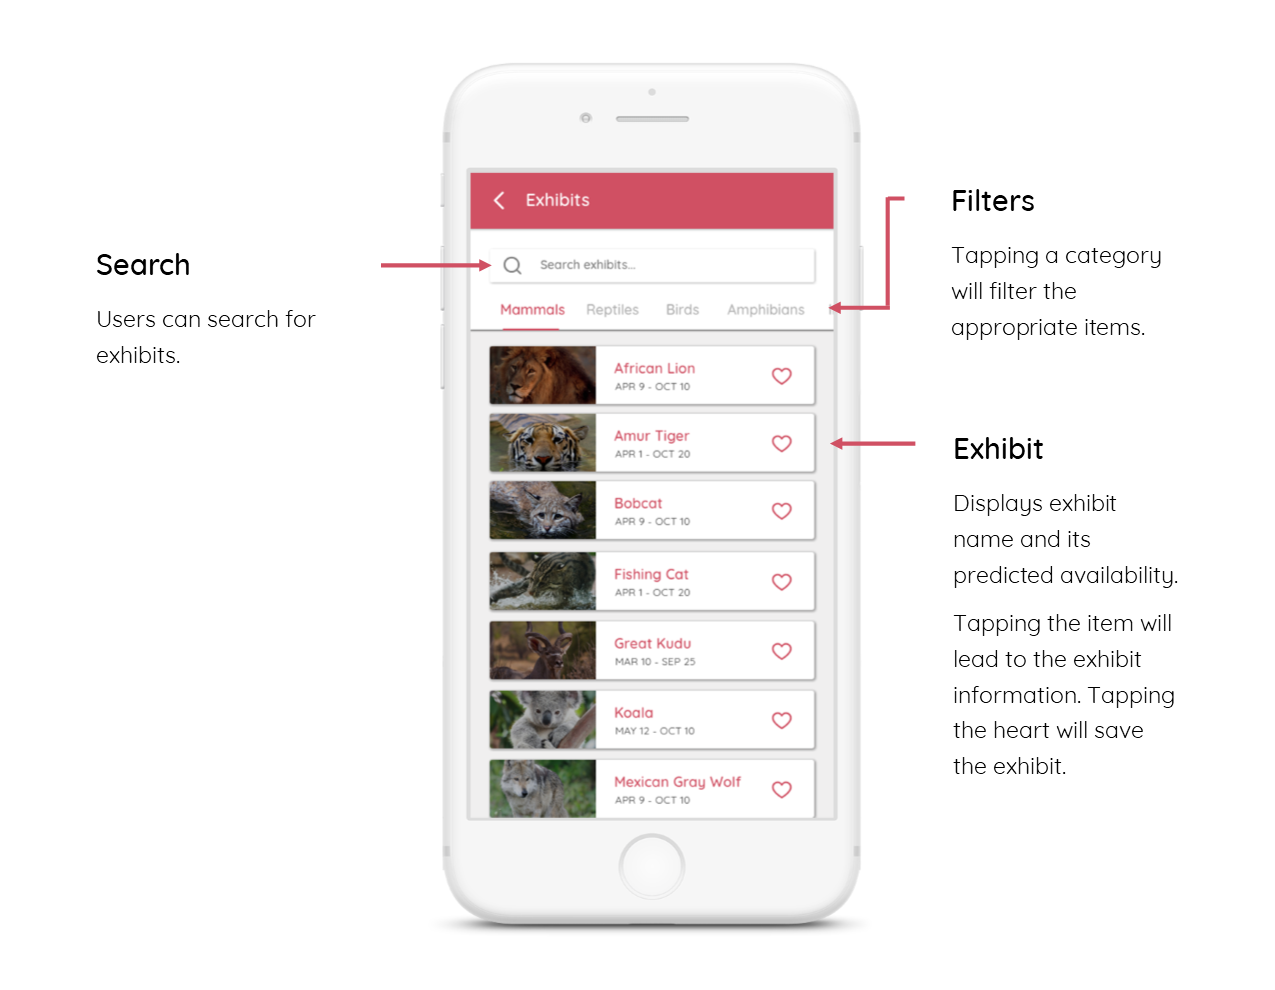 Exhibits
Search exhibits...
Mammals Reptiles Birds Amphibians
African Lion
APR 9 - OCT 10
Amur Tiger
APR 1 - OCT 20
Bobcat
APR 9 - OCT 10
Fishing Cat
APR 1 - OCT 20
Great Kudu
MAR 10 - SEP 25
Koala
MAY 12 - OCT 10
Mexican Gray Wolf
APR 9 - OCT 10
Search
Users can search for
exhibits.
Filters
Tapping a category
will filter the
appropriate items.
Exhibit
Displays exhibit
name and its
predicted availability.
Tapping the item will
lead to the exhibit
information. Tapping
the heart will save
the exhibit.